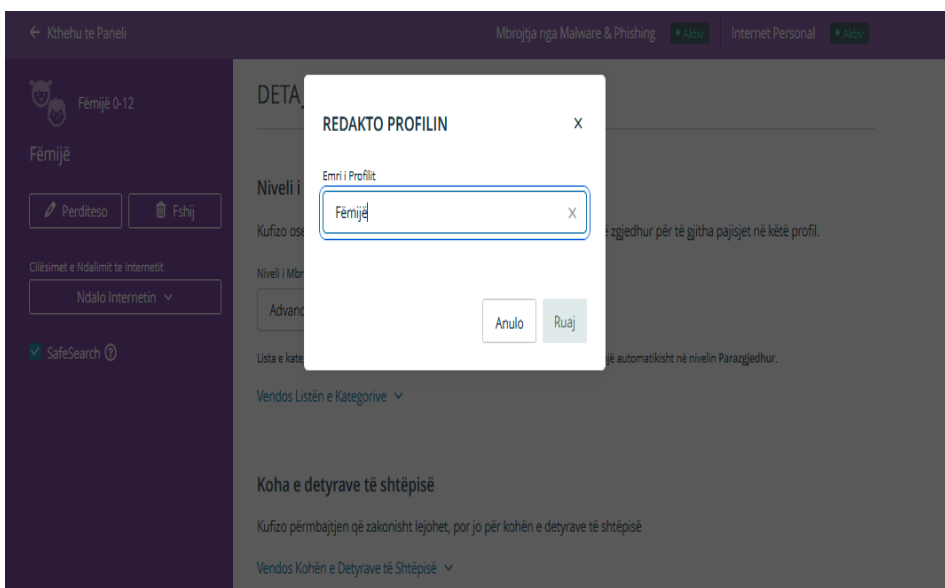 ← Kthehu te Paneli
Mbrojtja nga Malware & Phishing
Aktiv
Internet Personal
Aktiv
Fëmijë 0-12
Fëmijë
Perditeso
Fshij
Cilësimet e Ndalimit te Internetit
Ndalo Internetin
SafeSearch
DETA
REDAKTO PROFILIN
X
Emri i Profilit
Fëmijë
Anulo
Ruaj
Niveli i
Kufizo ose
zgjedhur për të gjitha pajisjet në këtë profil.
Niveli i Mbr
Advanc
Lista e kate
jë automatikisht në nivelin Parazgjedhur.
Vendos Listën e Kategorive
Koha e detyrave të shtëpisë
Kufizo përmbajtjen që zakonisht lejohet, por jo për kohën e detyrave të shtëpisë
Vendos Kohën e Detyrave të Shtëpisë